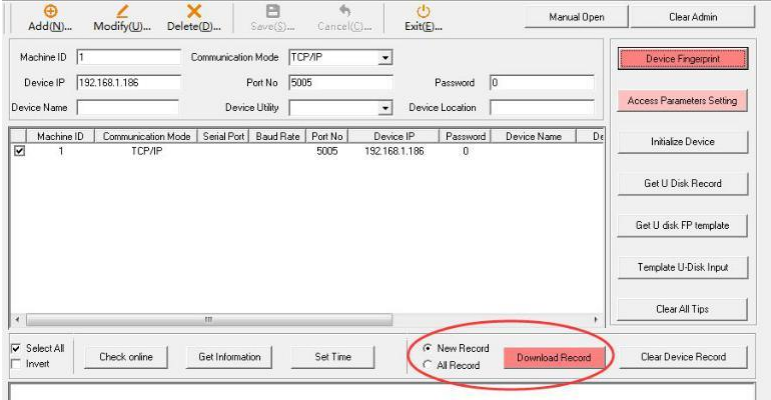 Add(N)... Modify(U)... Delete(D)... Save(S)... Cancel(C)... Exit(E)... Manual Open Clear Admin
Machine ID 1 Communication Mode TCP/IP
Device IP 192.168.1.186 Port No 5005 Password 0
Device Name Device Utility Device Location
Device Fingerprint
Access Parameters Setting
Initialize Device
Get U Disk Record
Get U disk FP template
Template U-Disk Input
Clear All Tips
Machine ID Communication Mode Serial Port Baud Rate Port No Device IP Password Device Name De
1 TCP/IP 5005 192.168.1.186 0
Select All
Invert
Check online Get Information Set Time
New Record
All Record
Download Record Clear Device Record